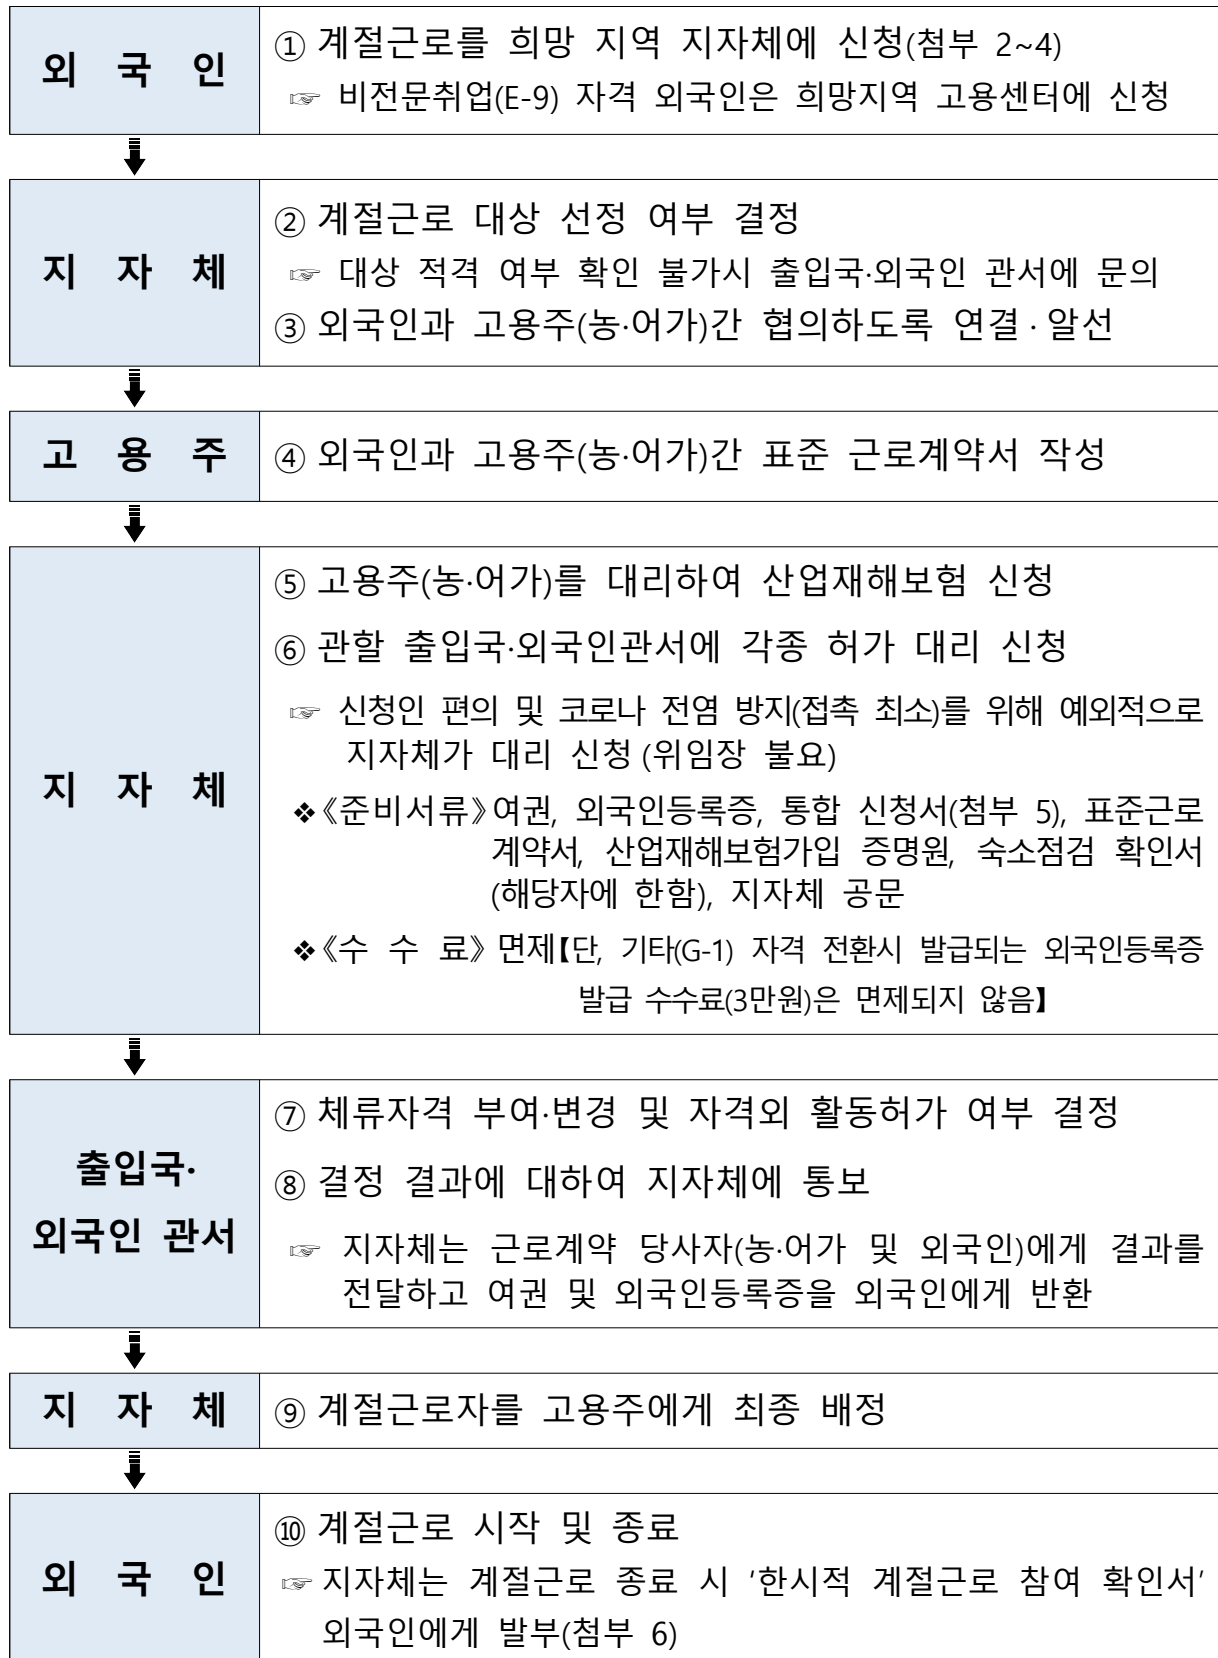 외 국 인
① 계절근로를 희망 지역 지자체에 신청(첨부 2~4)
☞ 비전문취업(E-9) 자격 외국인은 희망지역 고용센터에 신청
지 자 체
② 계절근로 대상 선정 여부 결정
☞ 대상 적격 여부 확인 불가시 출입국·외국인 관서에 문의
③ 외국인과 고용주(농·어가)간 협의하도록 연결·알선
고 용 주
④ 외국인과 고용주(농·어가)간 표준 근로계약서 작성
지 자 체
⑤ 고용주(농·어가)를 대리하여 산업재해보험 신청
⑥ 관할 출입국·외국인관서에 각종 허가 대리 신청
☞ 신청인 편의 및 코로나 전염 방지(접촉 최소)를 위해 예외적으로
지자체가 대리 신청 (위임장 불요)
❖《준비서류》여권, 외국인등록증, 통합 신청서(첨부 5), 표준근로
계약서, 산업재해보험가입 증명원, 숙소점검 확인서
(해당자에 한함), 지자체 공문
❖《수 수 료》면제【단, 기타(G-1) 자격 전환시 발급되는 외국인등록증
발급 수수료(3만원)은 면제되지 않음】
출입국·
외국인 관서
⑦ 체류자격 부여·변경 및 자격외 활동허가 여부 결정
⑧ 결정 결과에 대하여 지자체에 통보
☞ 지자체는 근로계약 당사자(농·어가 및 외국인)에게 결과를
전달하고 여권 및 외국인등록증을 외국인에게 반환
지 자 체
⑨ 계절근로자를 고용주에게 최종 배정
외 국 인
⑩ 계절근로 시작 및 종료
☞ 지자체는 계절근로 종료 시 '한시적 계절근로 참여 확인서'
외국인에게 발부(첨부 6)